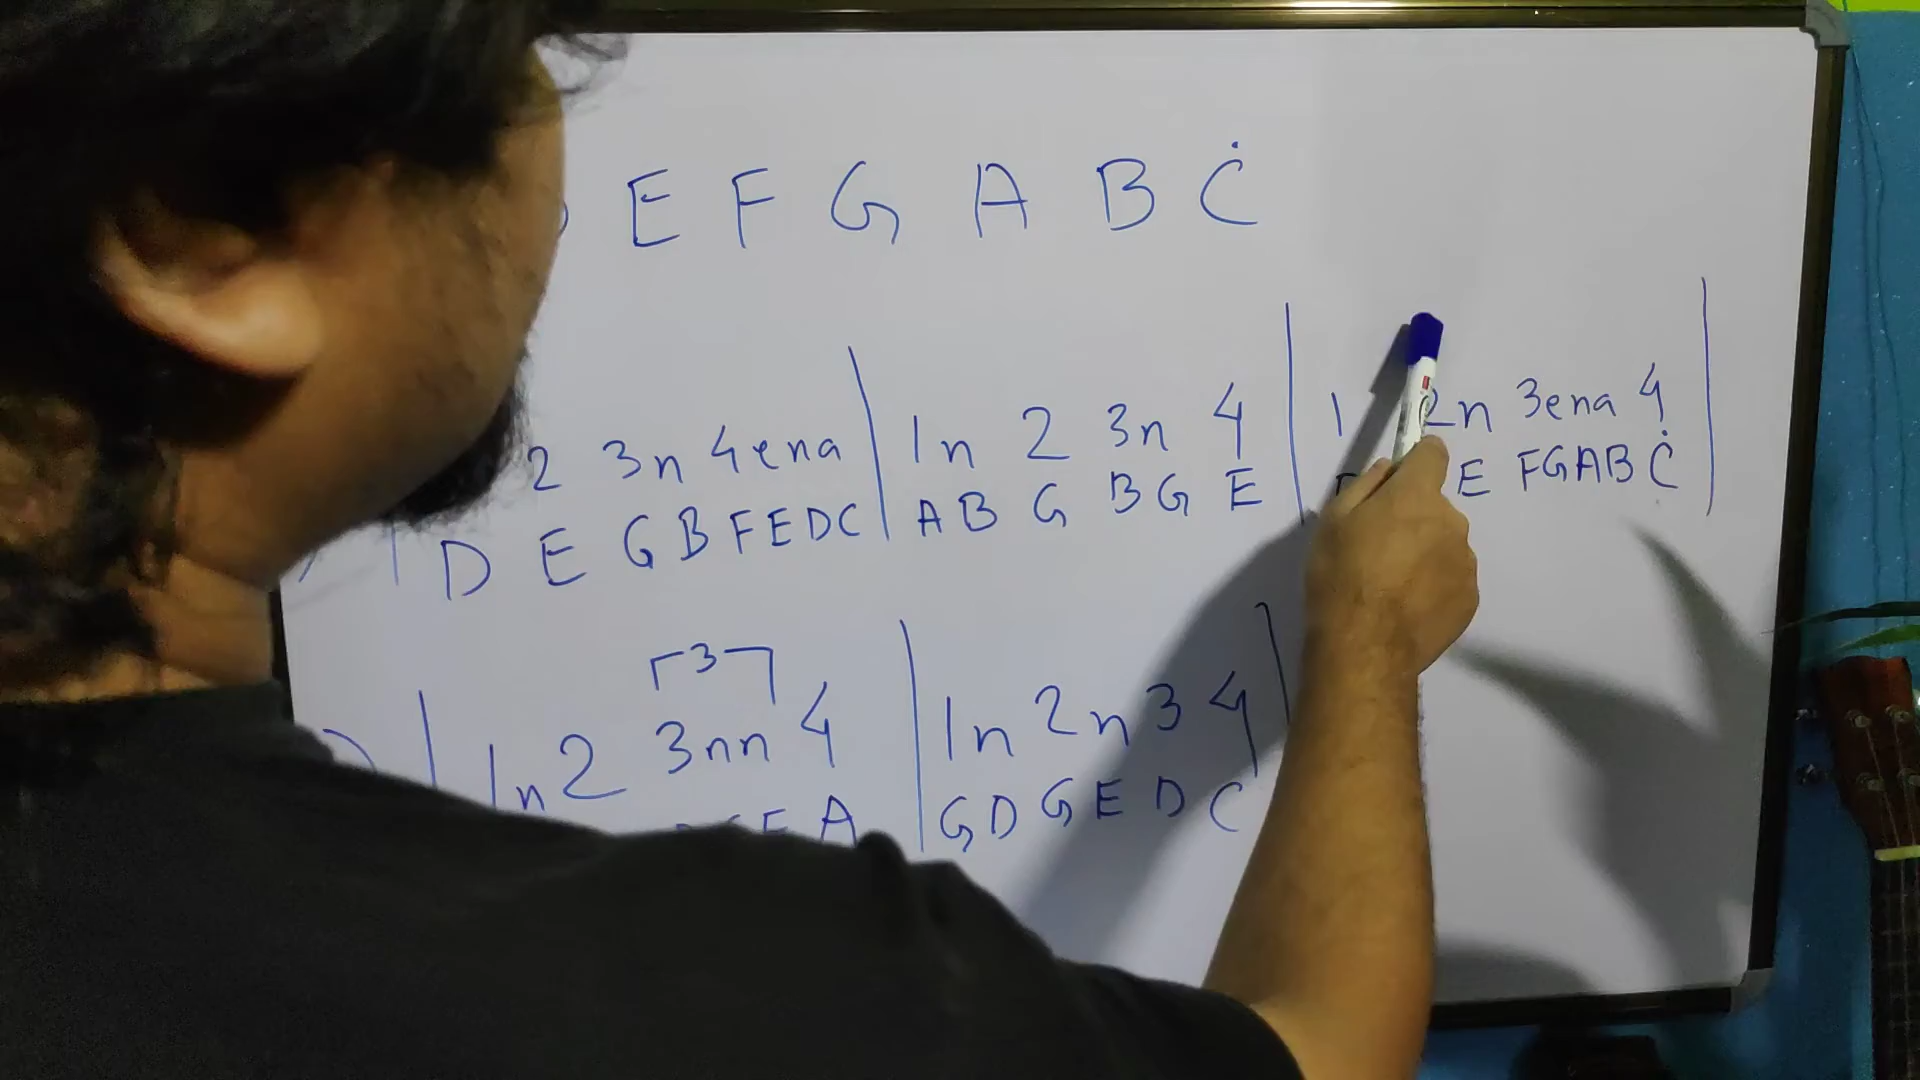 E F G A B Ċ
2 3n 4ena | 1n 2 3n 4 | 1 2n 3ena 4 |
D E G B F E D C | A B G B G E | E F G A B Ċ |
┌3┐
| 1n 2 3nn 4 | 1n 2n 3 4 |
E A | G D G E D C